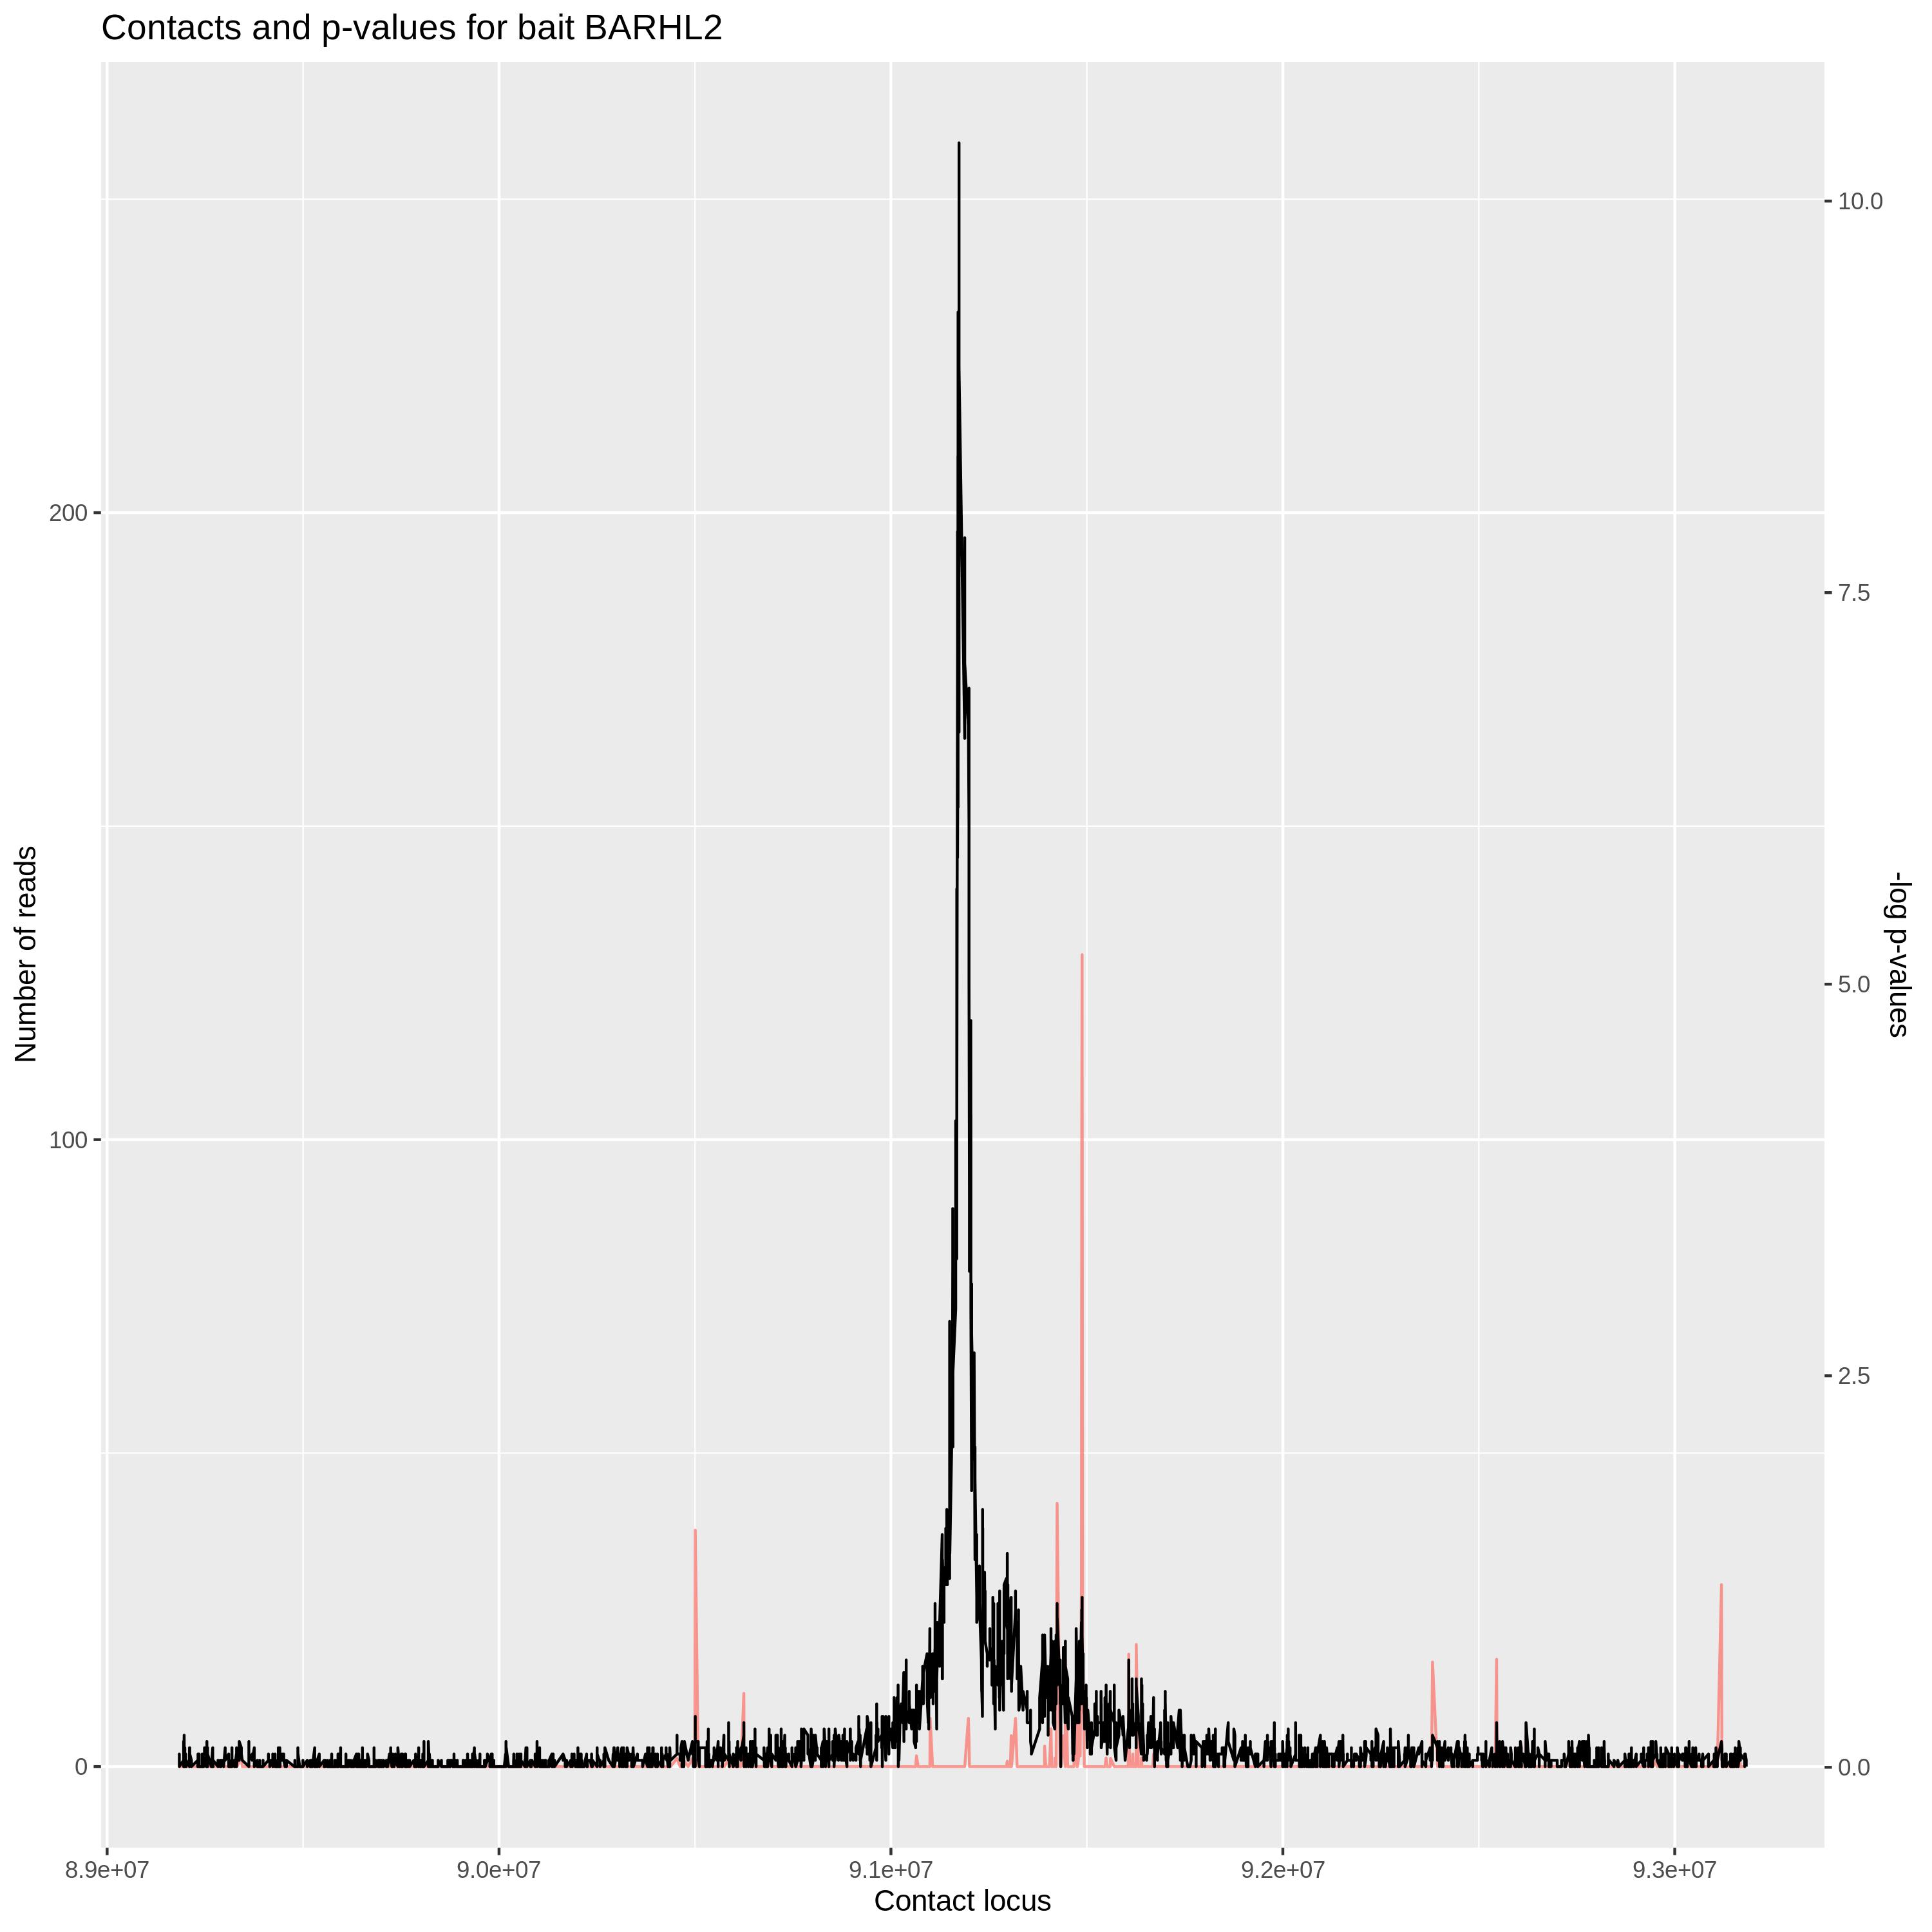 Contacts and p-values for bait BARHL2
Number of reads
200
100
0
10.0
7.5
5.0
2.5
0.0
-log p-values
8.9e+07 9.0e+07 9.1e+07 9.2e+07 9.3e+07
Contact locus